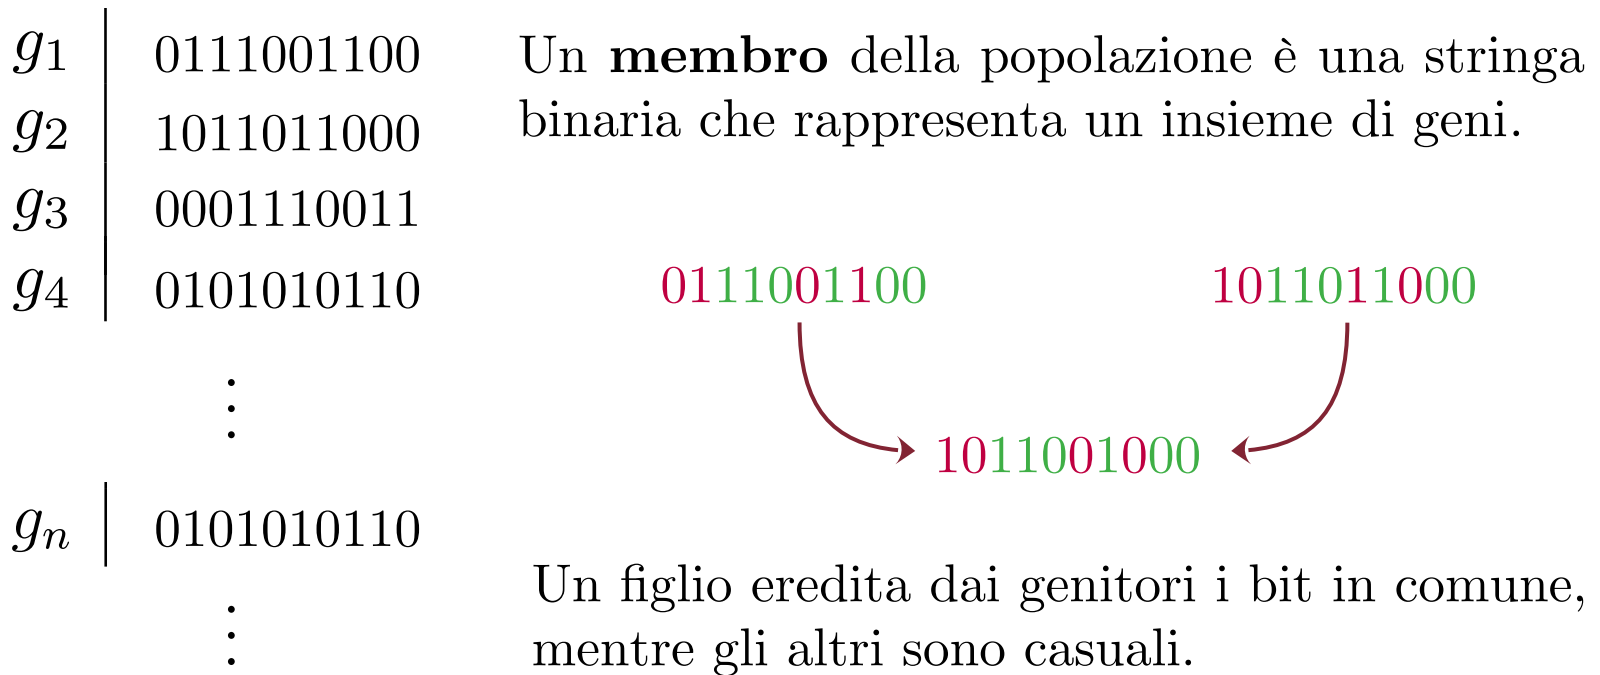 g1 0111001100
g2 1011011000
g3 0001110011
g4 0101010110
⋮
gn 0101010110
⋮
Un membro della popolazione è una stringa
binaria che rappresenta un insieme di geni.
0111001100 1011011000
1011001000
Un figlio eredita dai genitori i bit in comune,
mentre gli altri sono casuali.